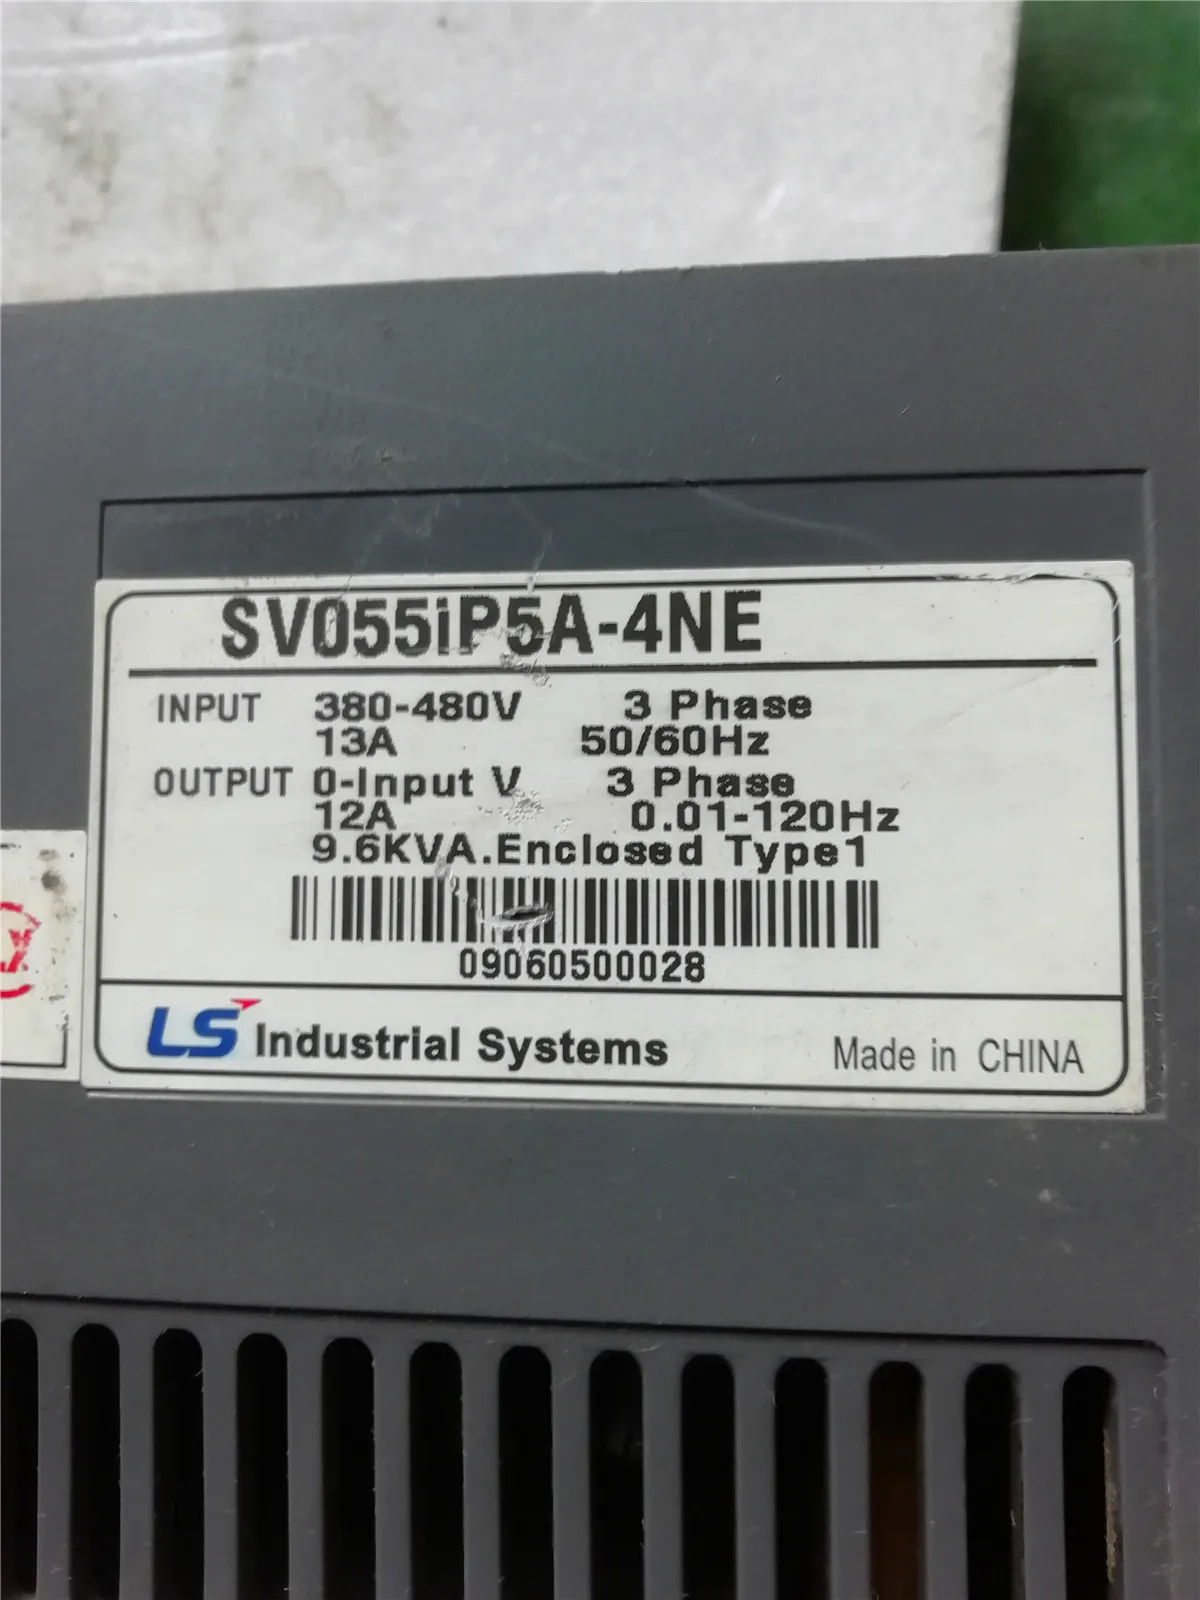 SV055iP5A-4NE
INPUT 380-480V 3 Phase
13A 50/60Hz
OUTPUT 0-Input V 3 Phase
12A 0.01-120Hz
9.6KVA.Enclosed Type1
09060500028
LS Industrial Systems Made in CHINA